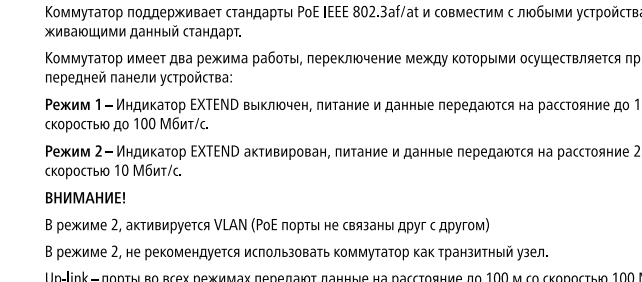 Коммутатор поддерживает стандарты PoE IEEE 802.3af/at и совместим с любыми
живающими данный стандарт.
Коммутатор имеет два режима работы, переключение между которыми осуществляется
передней панели устройства:
Режим 1 – Индикатор EXTEND выключен, питание и данные передаются на расстояние до
скоростью до 100 Мбит/с.
Режим 2 – Индикатор EXTEND активирован, питание и данные передаются на расстояние
скоростью 10 Мбит/с.
ВНИМАНИЕ!
В режиме 2, активируется VLAN (PoE порты не связаны друг с другом)
В режиме 2, не рекомендуется использовать коммутатор как транзитный узел.
Up-link – порты во всех режимах передают данные на расстояние до 100 м со скоростью 100